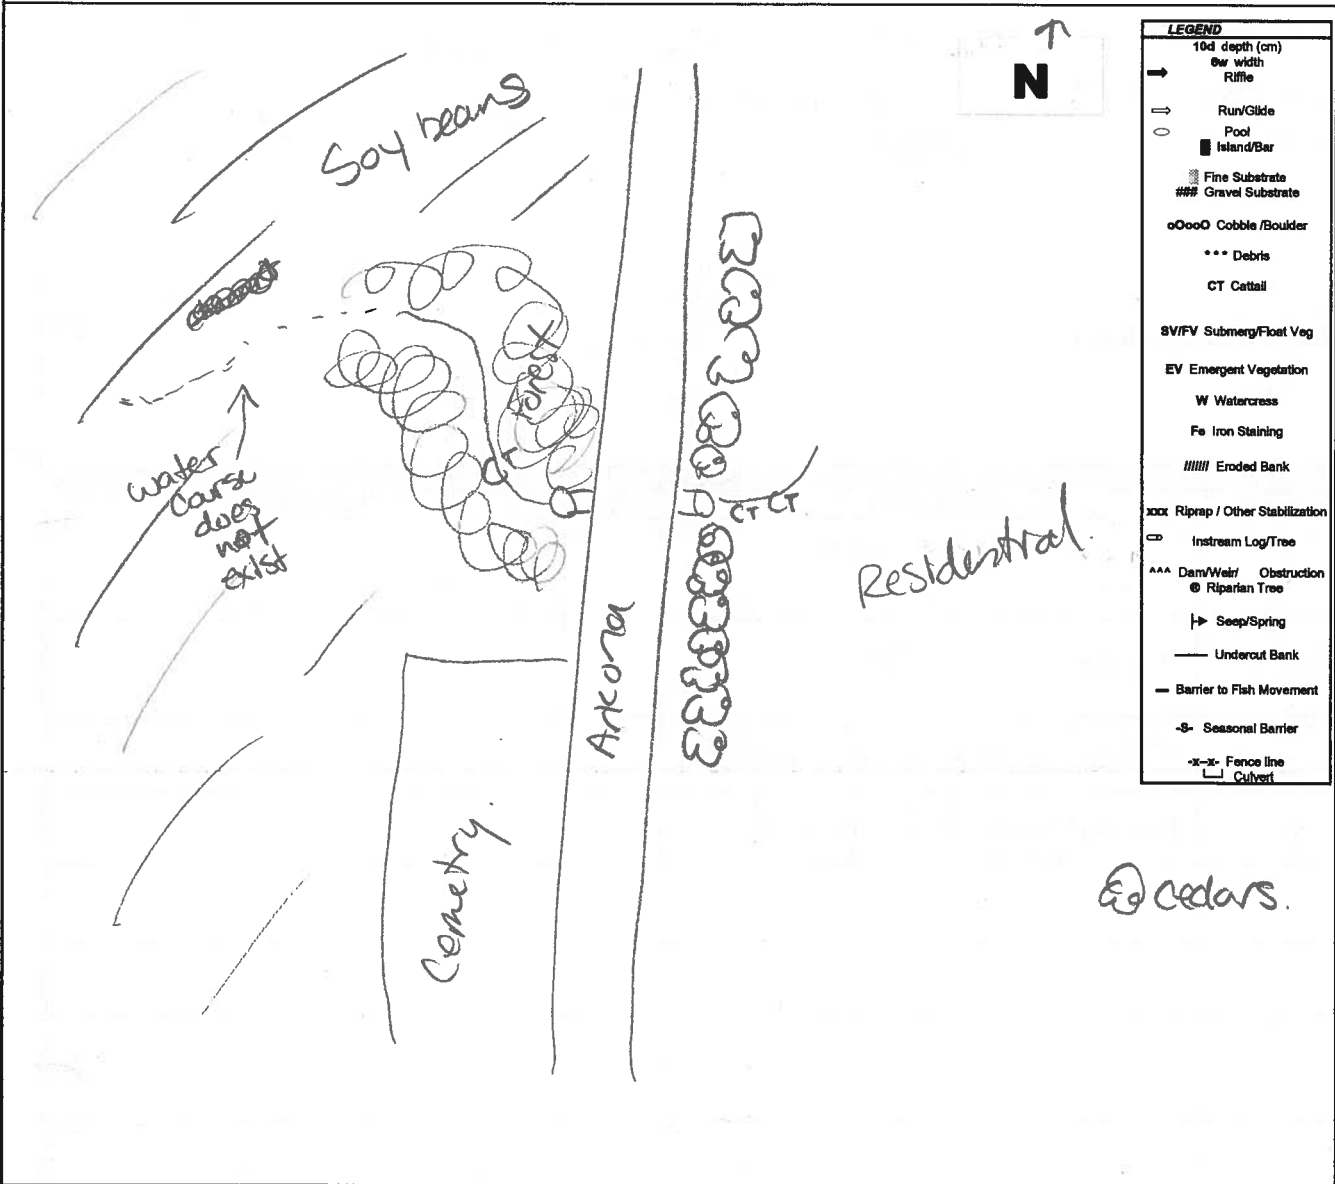 N
Soy beans
forest
CT
water
course
does
not
exist
CT CT
Residential.
Arkona
Cemetry.
cedars.
LEGEND
10d depth (cm)
6w width
Riffle
Run/Glide
Pool
Island/Bar
Fine Substrate
### Gravel Substrate
oOooO Cobble /Boulder
*** Debris
CT Cattail
SV/FV Submerg/Float Veg
EV Emergent Vegetation
W Watercress
Fe Iron Staining
/////// Eroded Bank
xxx Riprap / Other Stabilization
Instream Log/Tree
^^^ Dam/Weir/ Obstruction
Riparian Tree
Seep/Spring
Undercut Bank
Barrier to Fish Movement
-S- Seasonal Barrier
-x--x- Fence line
Culvert